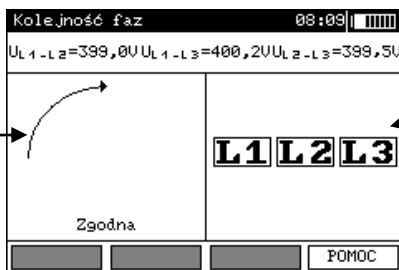 Kolejność faz 08:09
UL1-L2=399,0V UL1-L3=400,2V UL2-L3=399,5V
L1 L2 L3
Zgodna
POMOC